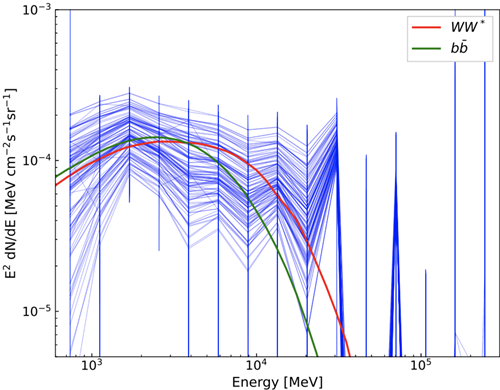 10⁻³
WW*
bb̄
10⁻⁴
10⁻⁵
E² dN/dE [MeV cm⁻²s⁻¹sr⁻¹]
10³ 10⁴ 10⁵
Energy [MeV]